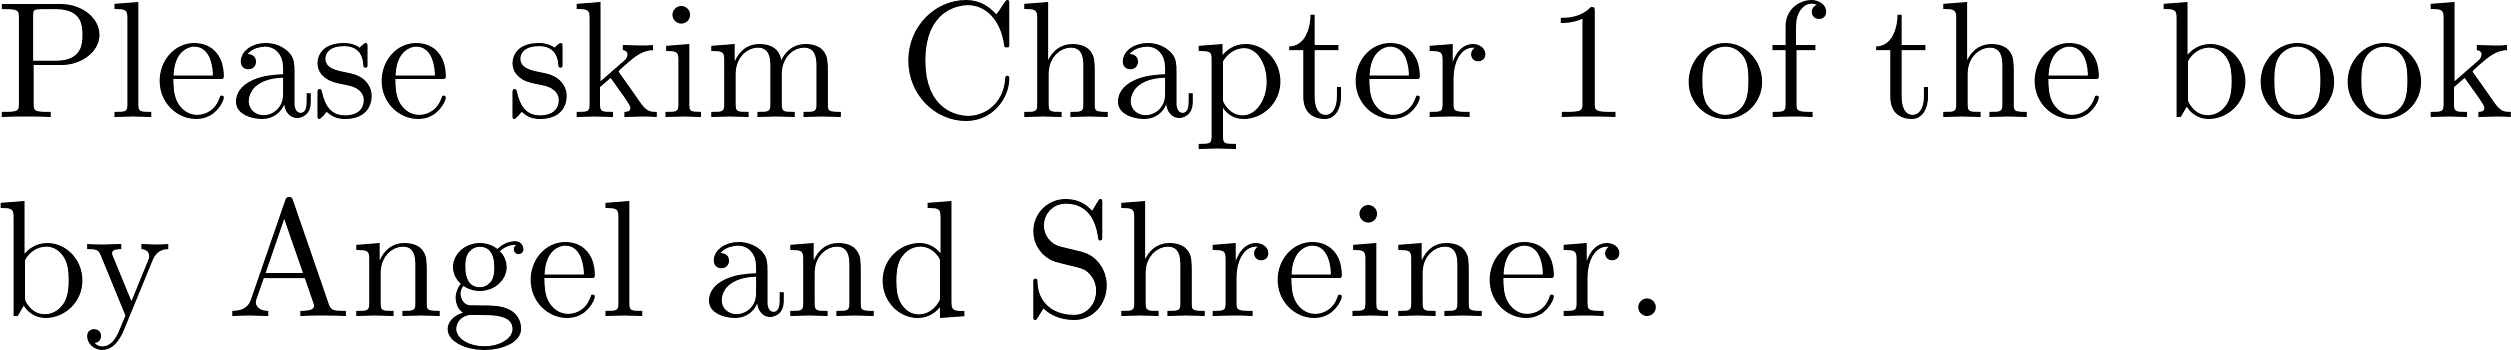 Please skim Chapter 1 of the book
by Angel and Shreiner.